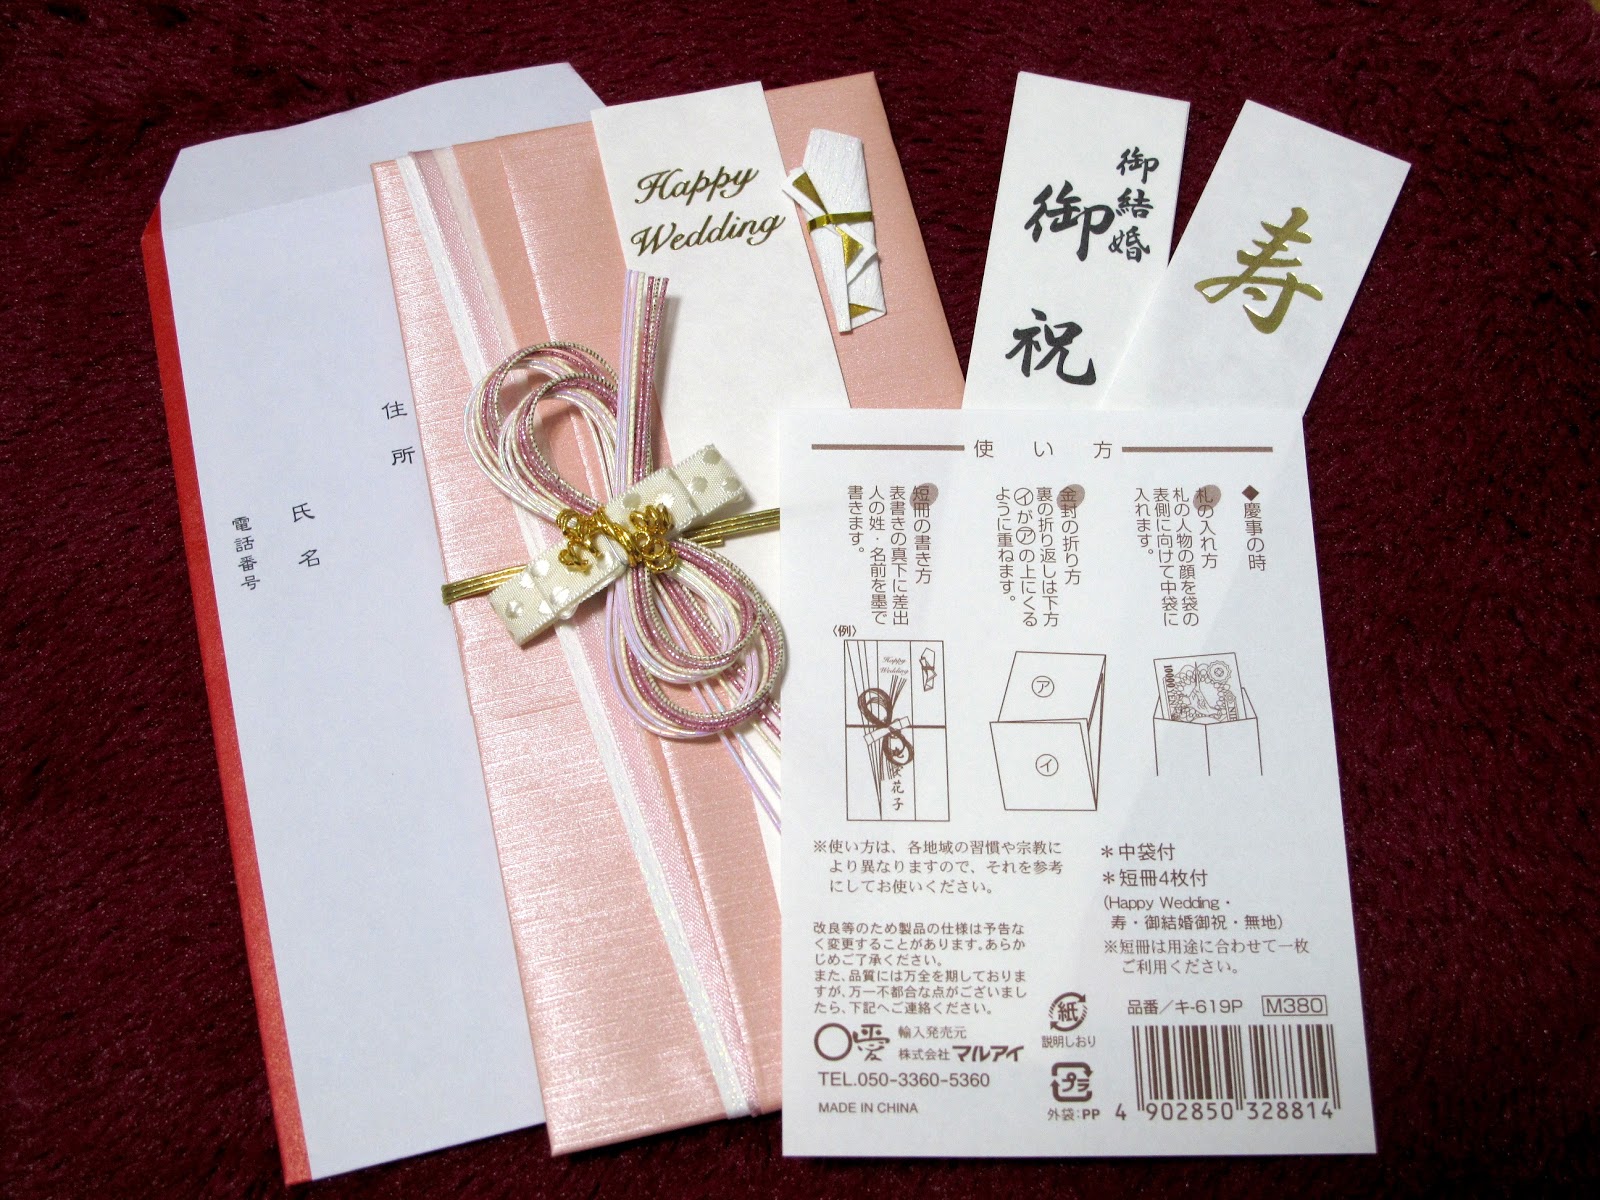 住所
氏名
電話番号
Happy
Wedding
御結婚
御祝
寿
使い方
◆慶事の時
札の入れ方
札の人物の顔を袋の
表側に向けて中袋に
入れます。
金封の折り方
裏の折り返しは下方
㋑が㋐の上にくる
ように重ねます。
短冊の書き方
表書きの真下に差出
人の姓・名前を墨で
書きます。
〈例〉
Happy
Wedding
花子
ア
イ
10000
※使い方は、各地域の習慣や宗教に
より異なりますので、それを参考
にしてお使いください。
改良等のため製品の仕様は予告な
く変更することがあります。あらか
じめご了承ください。
また、品質には万全を期しておりま
すが、万一不都合な点がございまし
たら、下記へご連絡ください。
愛
輸入発売元
株式会社マルアイ
TEL.050-3360-5360
MADE IN CHINA
紙
説明しおり
プラ
外袋:PP
＊中袋付
＊短冊4枚付
(Happy Wedding・
寿・御結婚御祝・無地)
※短冊は用途に合わせて一枚
ご利用ください。
品番／キ-619P M380
4 902850 328814